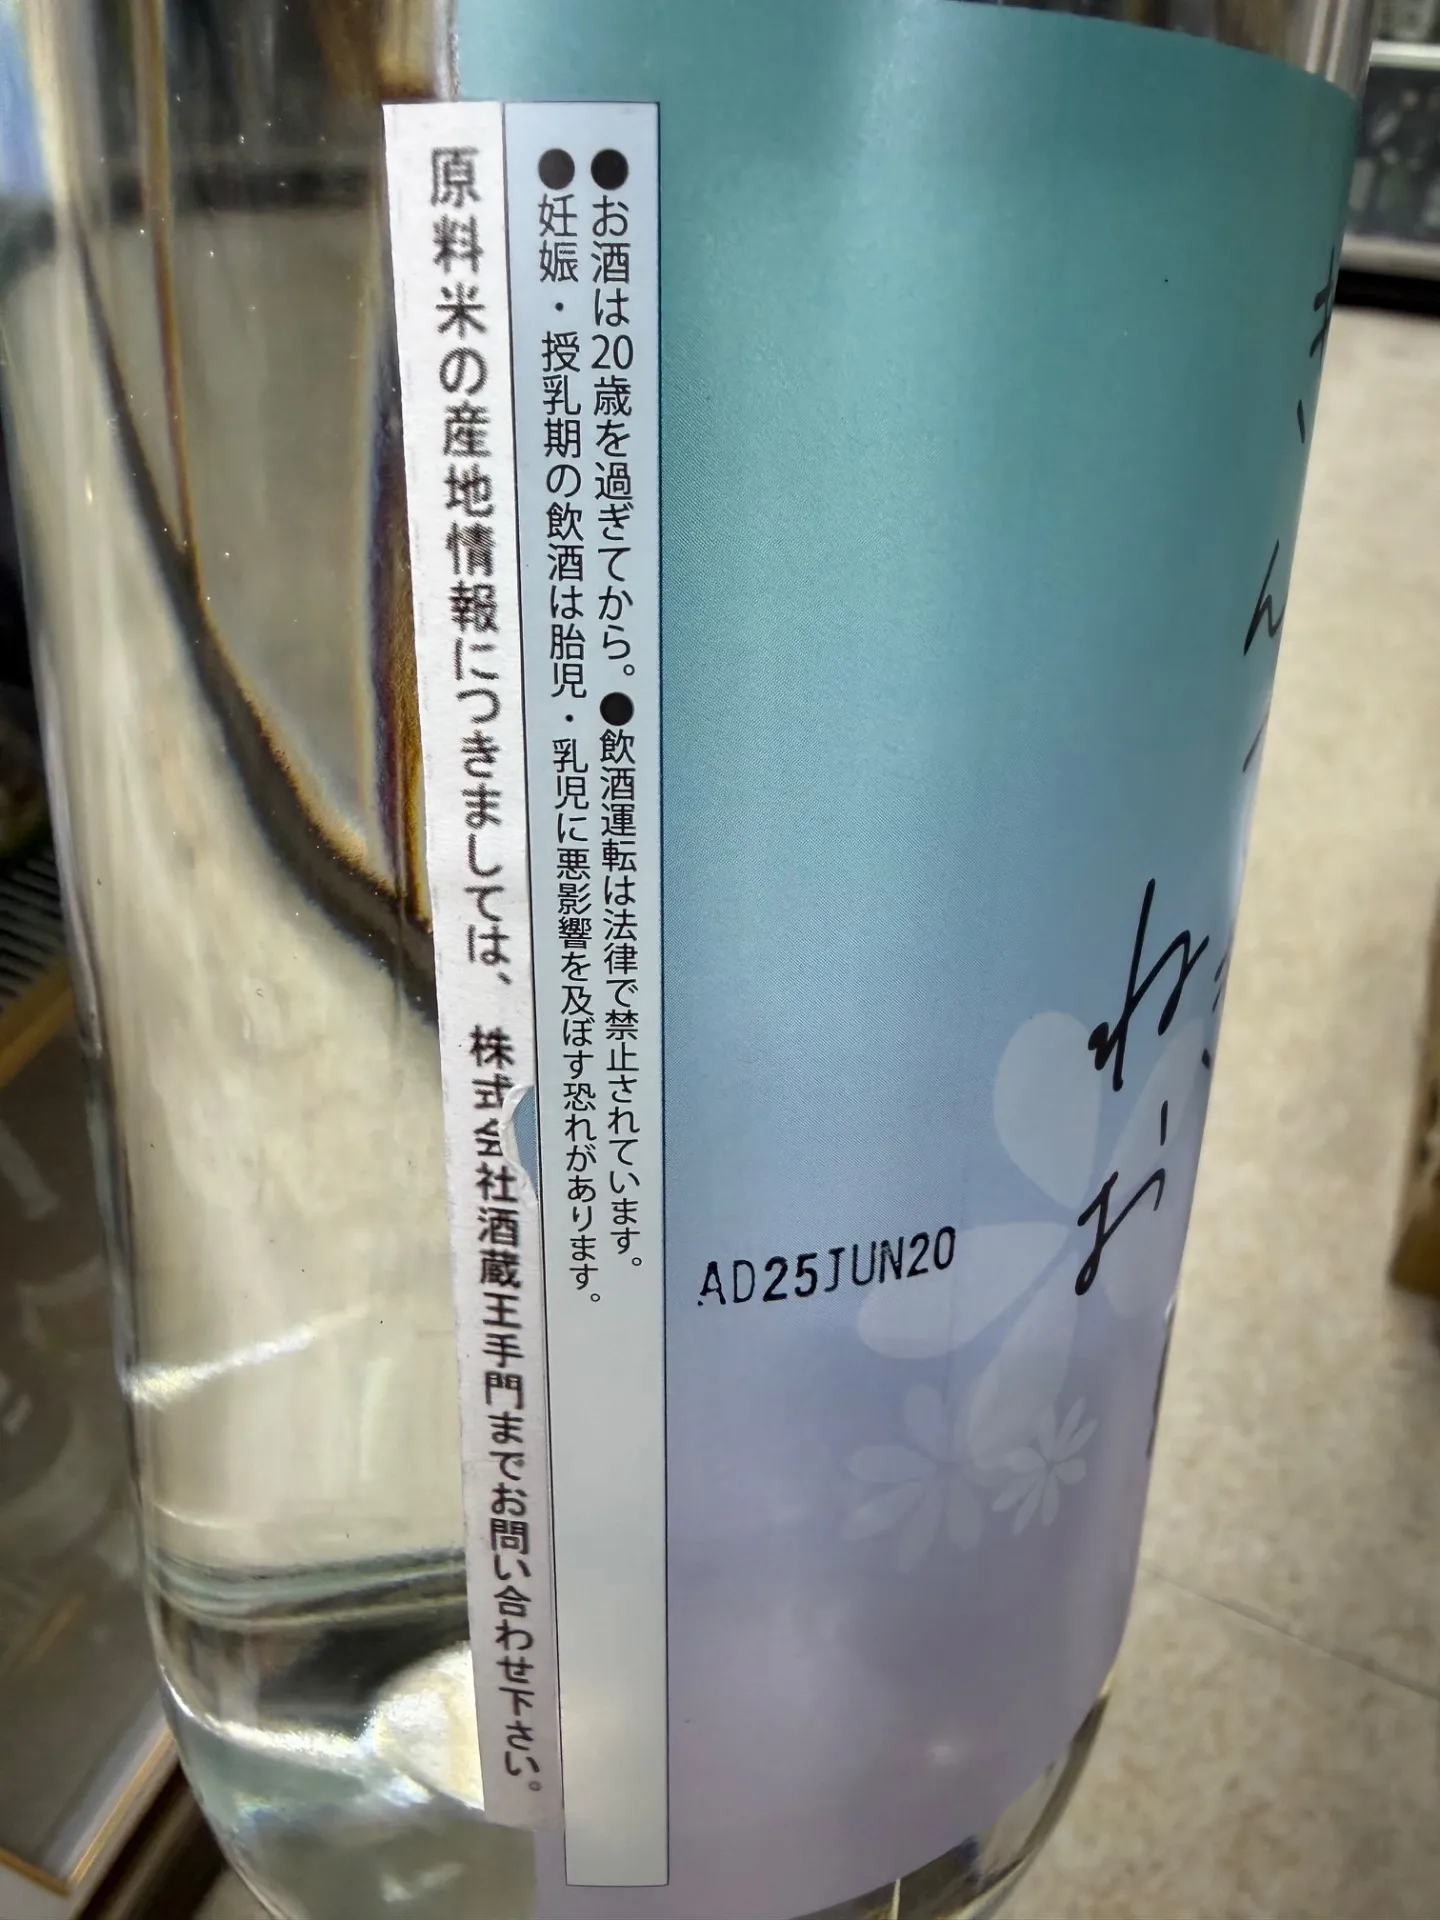 ●お酒は20歳を過ぎてから。●飲酒運転は法律で禁止されています。
●妊娠・授乳期の飲酒は胎児・乳児に悪影響を及ぼす恐れがあります。
原料米の産地情報につきましては、株式会社酒蔵王手門までお問い合わせ下さい。
AD25JUN20